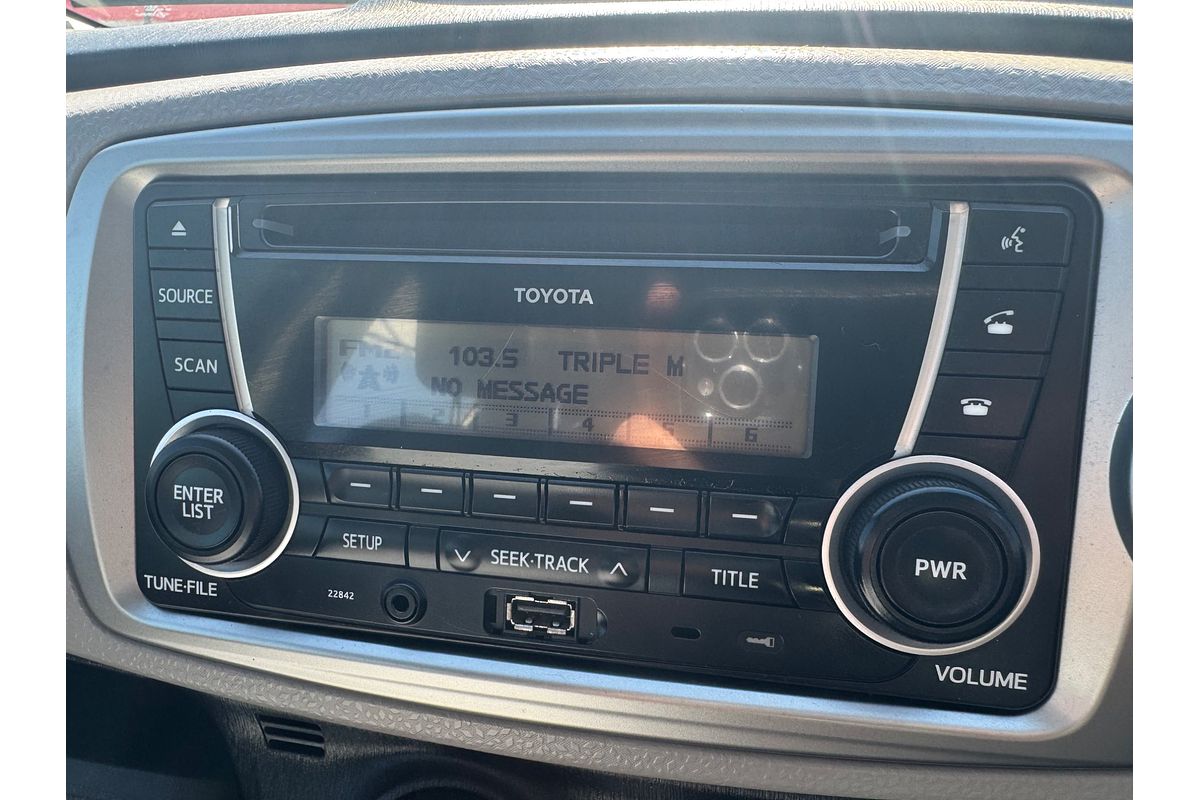 SOURCE
SCAN
ENTER
LIST
TUNE·FILE
TOYOTA
103.5 TRIPLE M
NO MESSAGE
1 2 3 4 5 6
SETUP
SEEK·TRACK
TITLE
22842
PWR
VOLUME